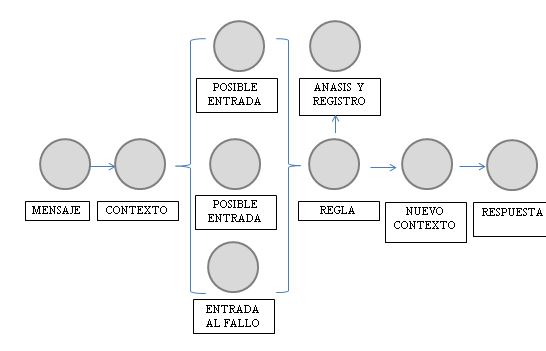 POSIBLE
ENTRADA
ANASIS Y
REGISTRO
MENSAJE
CONTEXTO
POSIBLE
ENTRADA
REGLA
NUEVO
CONTEXTO
RESPUESTA
ENTRADA
AL FALLO